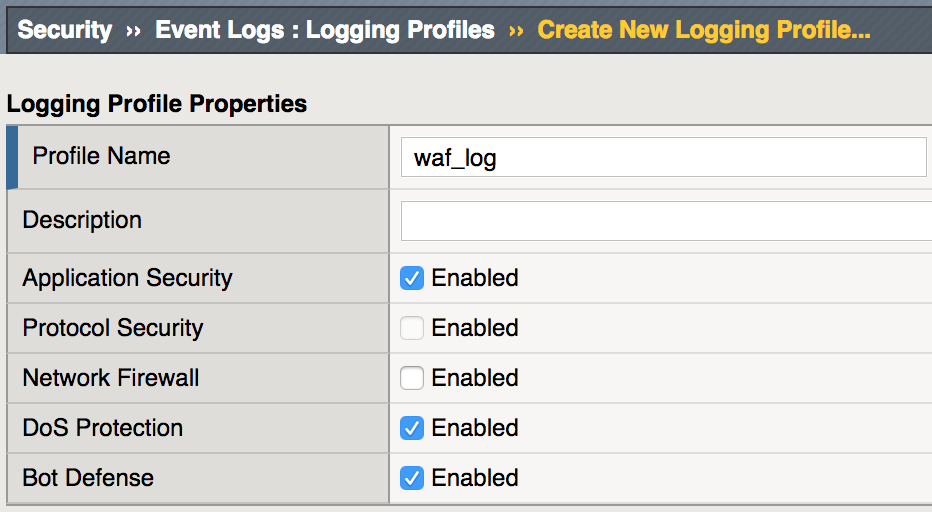 Security ›› Event Logs : Logging Profiles ›› Create New Logging Profile...
Logging Profile Properties
Profile Name waf_log
Description
Application Security Enabled
Protocol Security Enabled
Network Firewall Enabled
DoS Protection Enabled
Bot Defense Enabled